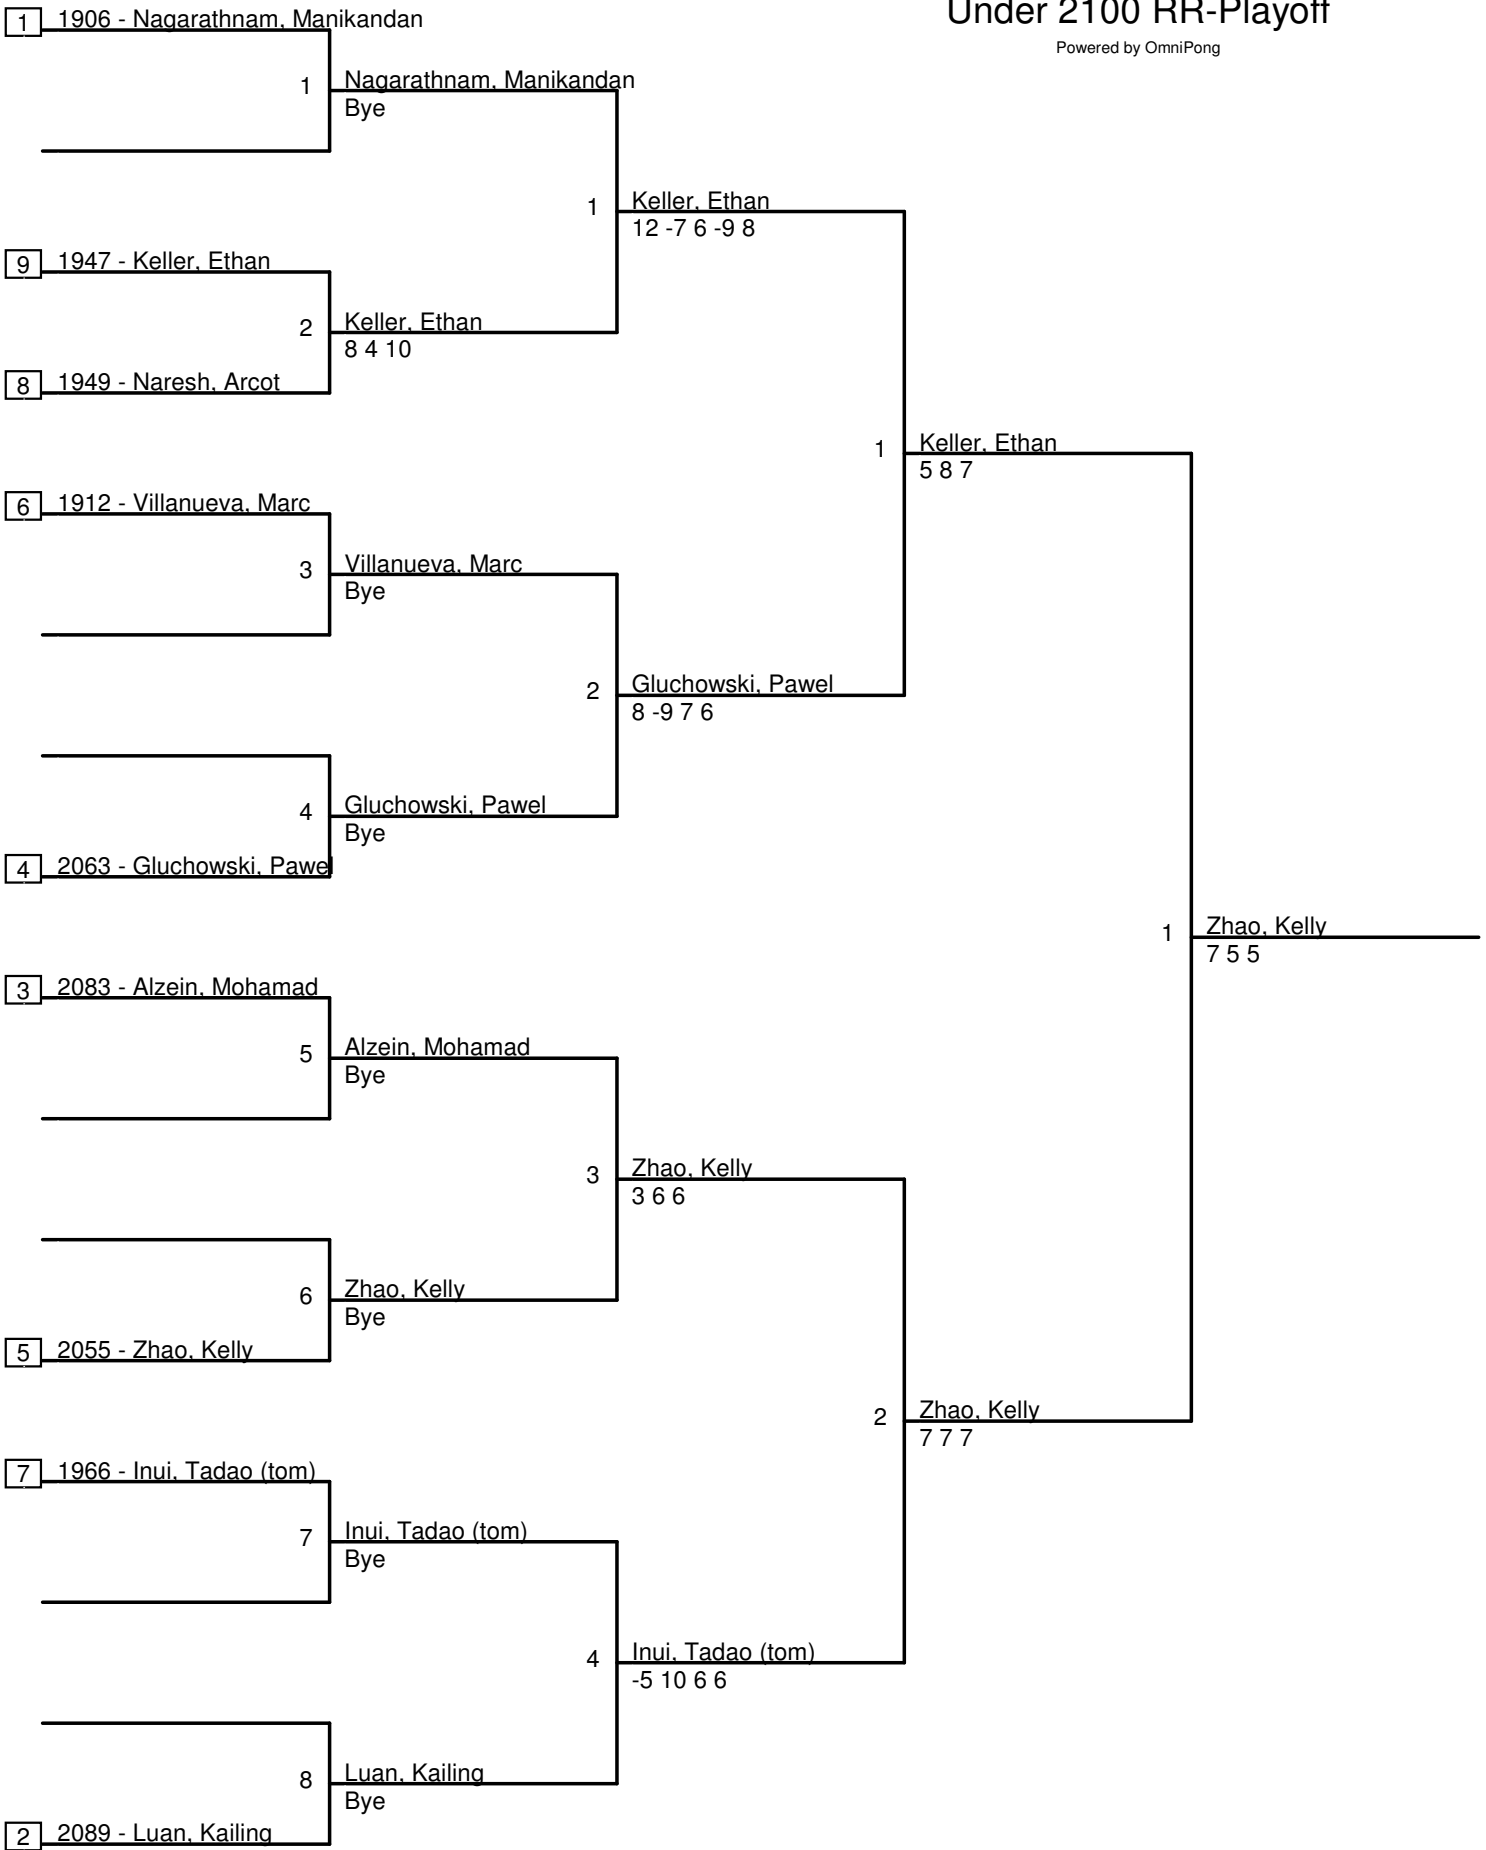 Under 2100 RR-Playoff
Powered by OmniPong
1 1906 - Nagarathnam, Manikandan
1 Nagarathnam, Manikandan
Bye
1 Keller, Ethan
12 -7 6 -9 8
9 1947 - Keller, Ethan
2 Keller, Ethan
8 4 10
8 1949 - Naresh, Arcot
1 Keller, Ethan
5 8 7
6 1912 - Villanueva, Marc
3 Villanueva, Marc
Bye
2 Gluchowski, Pawel
8 -9 7 6
4 Gluchowski, Pawel
Bye
4 2063 - Gluchowski, Pawel
1 Zhao, Kelly
7 5 5
3 2083 - Alzein, Mohamad
5 Alzein, Mohamad
Bye
3 Zhao, Kelly
3 6 6
6 Zhao, Kelly
Bye
5 2055 - Zhao, Kelly
2 Zhao, Kelly
7 7 7
7 1966 - Inui, Tadao (tom)
7 Inui, Tadao (tom)
Bye
4 Inui, Tadao (tom)
-5 10 6 6
8 Luan, Kailing
Bye
2 2089 - Luan, Kailing